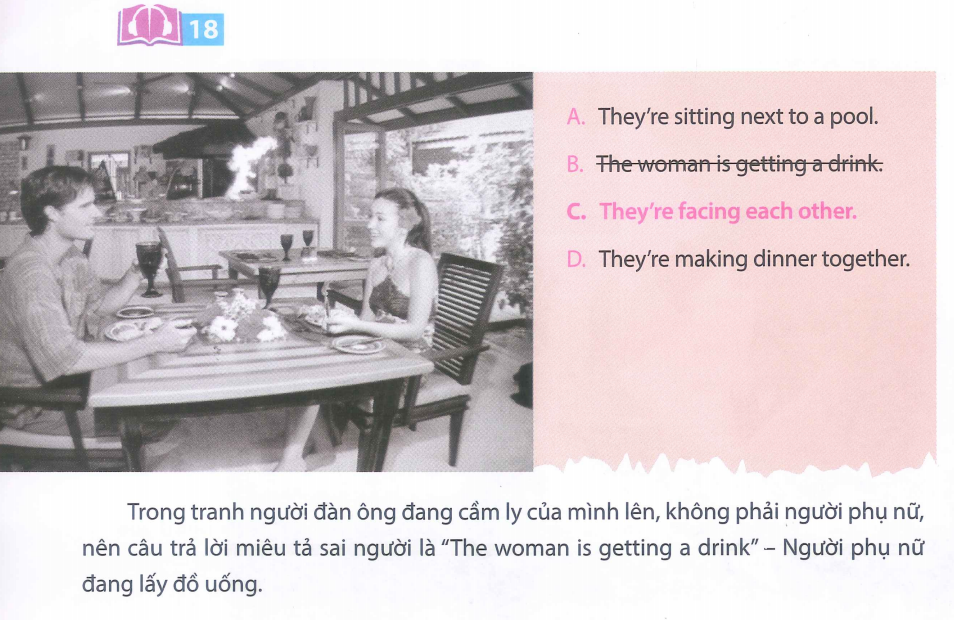 18
A. They're sitting next to a pool.
B. The woman is getting a drink.
C. They're facing each other.
D. They're making dinner together.
Trong tranh người đàn ông đang cầm ly của mình lên, không phải người phụ nữ,
nên câu trả lời miêu tả sai người là "The woman is getting a drink" – Người phụ nữ
đang lấy đồ uống.